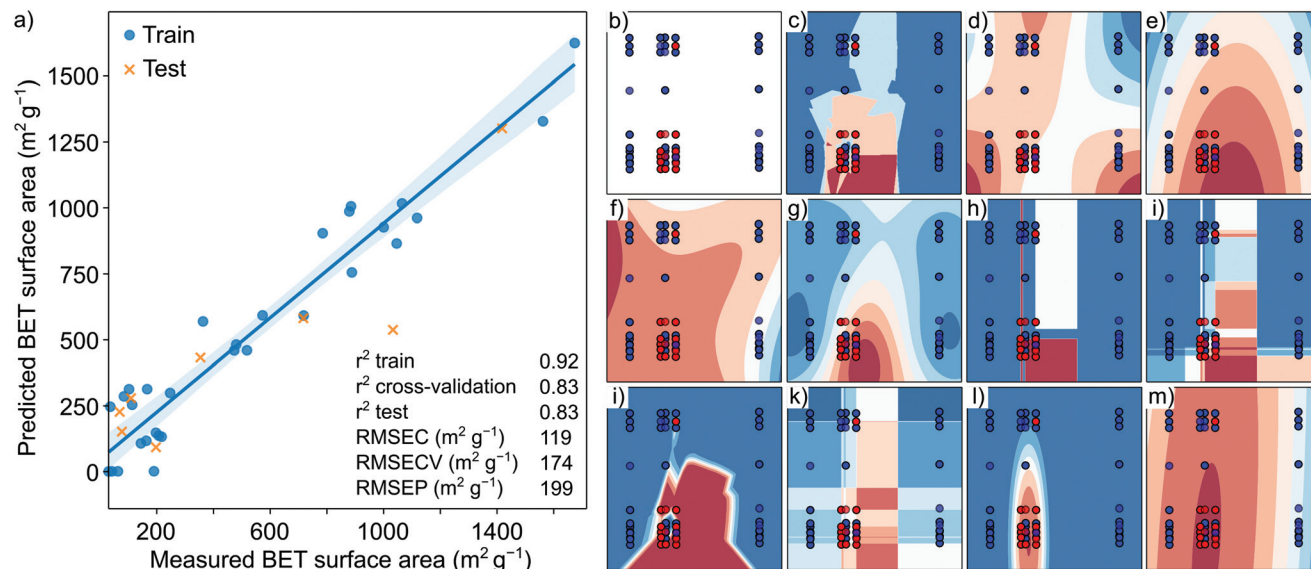 a)
Train
Test
Predicted BET surface area (m² g⁻¹)
1500
1250
1000
750
500
250
0
r² train 0.92
r² cross-validation 0.83
r² test 0.83
RMSEC (m² g⁻¹) 119
RMSECV (m² g⁻¹) 174
RMSEP (m² g⁻¹) 199
200 600 1000 1400
Measured BET surface area (m² g⁻¹)
b) c) d) e)
f) g) h) i)
i) k) l) m)